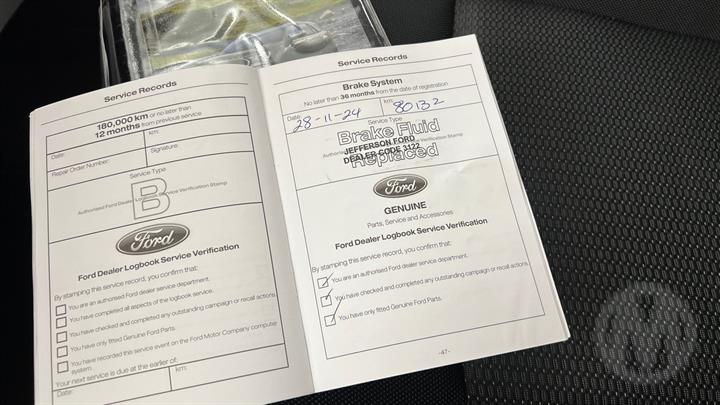 Service Records
180,000 km or no later than
12 months from previous service
Date:
km:
Repair Order Number:
Signature:
Service Type
B
Authorised Ford Dealer Logbook Service Verification Stamp
Ford
Ford Dealer Logbook Service Verification
By stamping this service record, you confirm that:
You are an authorised Ford dealer service department.
You have completed all aspects of the logbook service.
You have checked and completed any outstanding campaign or recall actions.
You have only fitted Genuine Ford Parts.
You have recorded this service event on the Ford Motor Company computer
system
Your next service is due at the earlier of:
Date:
km:
Service Records
Brake System
No later than 36 months from the date of registration
Date
28-11-24
km:
80132
Service Type
Brake Fluid
JEFFERSON FORD
DEALER CODE 3122
Replaced
Ford
GENUINE
Parts, Service and Accessories
Ford Dealer Logbook Service Verification
By stamping this service record, you confirm that:
You are an authorised Ford dealer service department.
You have checked and completed any outstanding campaign or recall actions.
You have only fitted Genuine Ford Parts.
-47-